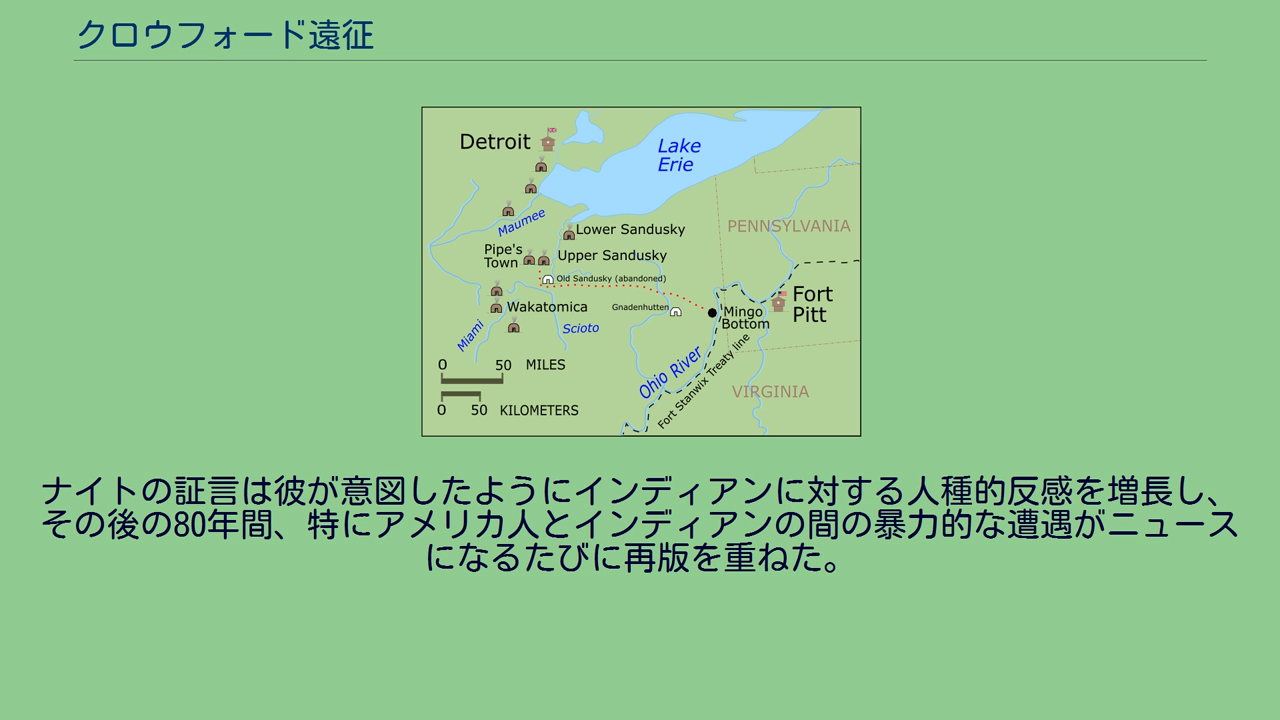 クロウフォード遠征
Detroit
Lake
Erie
Maumee
Lower Sandusky
PENNSYLVANIA
Pipe's
Town
Upper Sandusky
Old Sandusky (abandoned)
Fort
Pitt
Wakatomica
Gnadenhutten
Mingo
Bottom
Miami
Scioto
Ohio River
Fort Stanwix Treaty line
VIRGINIA
0 50 MILES
0 50 KILOMETERS
ナイトの証言は彼が意図したようにインディアンに対する人種的反感を増長し、
その後の80年間、特にアメリカ人とインディアンの間の暴力的な遭遇がニュース
になるたびに再版を重ねた。